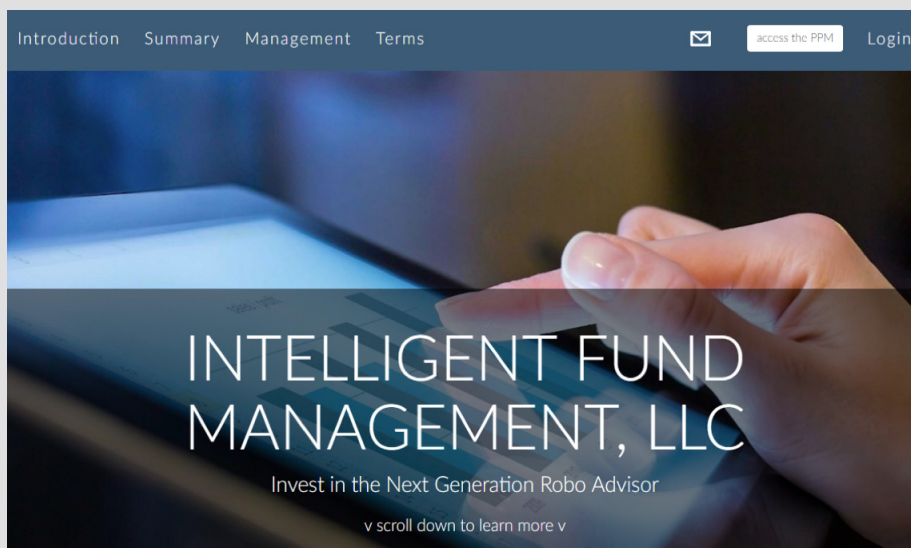 Introduction Summary Management Terms access the PPM Login
INTELLIGENT FUND
MANAGEMENT, LLC
Invest in the Next Generation Robo Advisor
v scroll down to learn more v